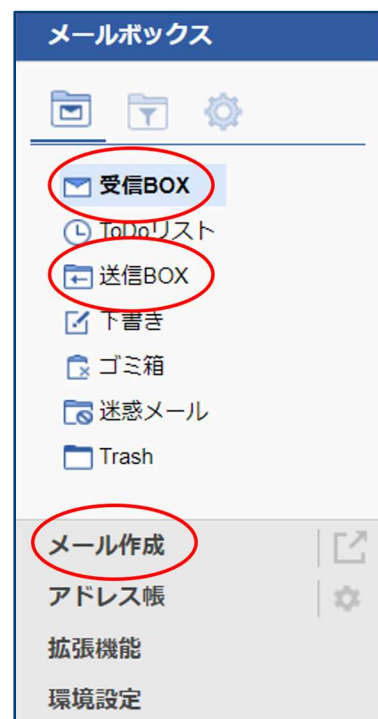 メールボックス
受信BOX
ToDoリスト
送信BOX
下書き
ゴミ箱
迷惑メール
Trash
メール作成
アドレス帳
拡張機能
環境設定